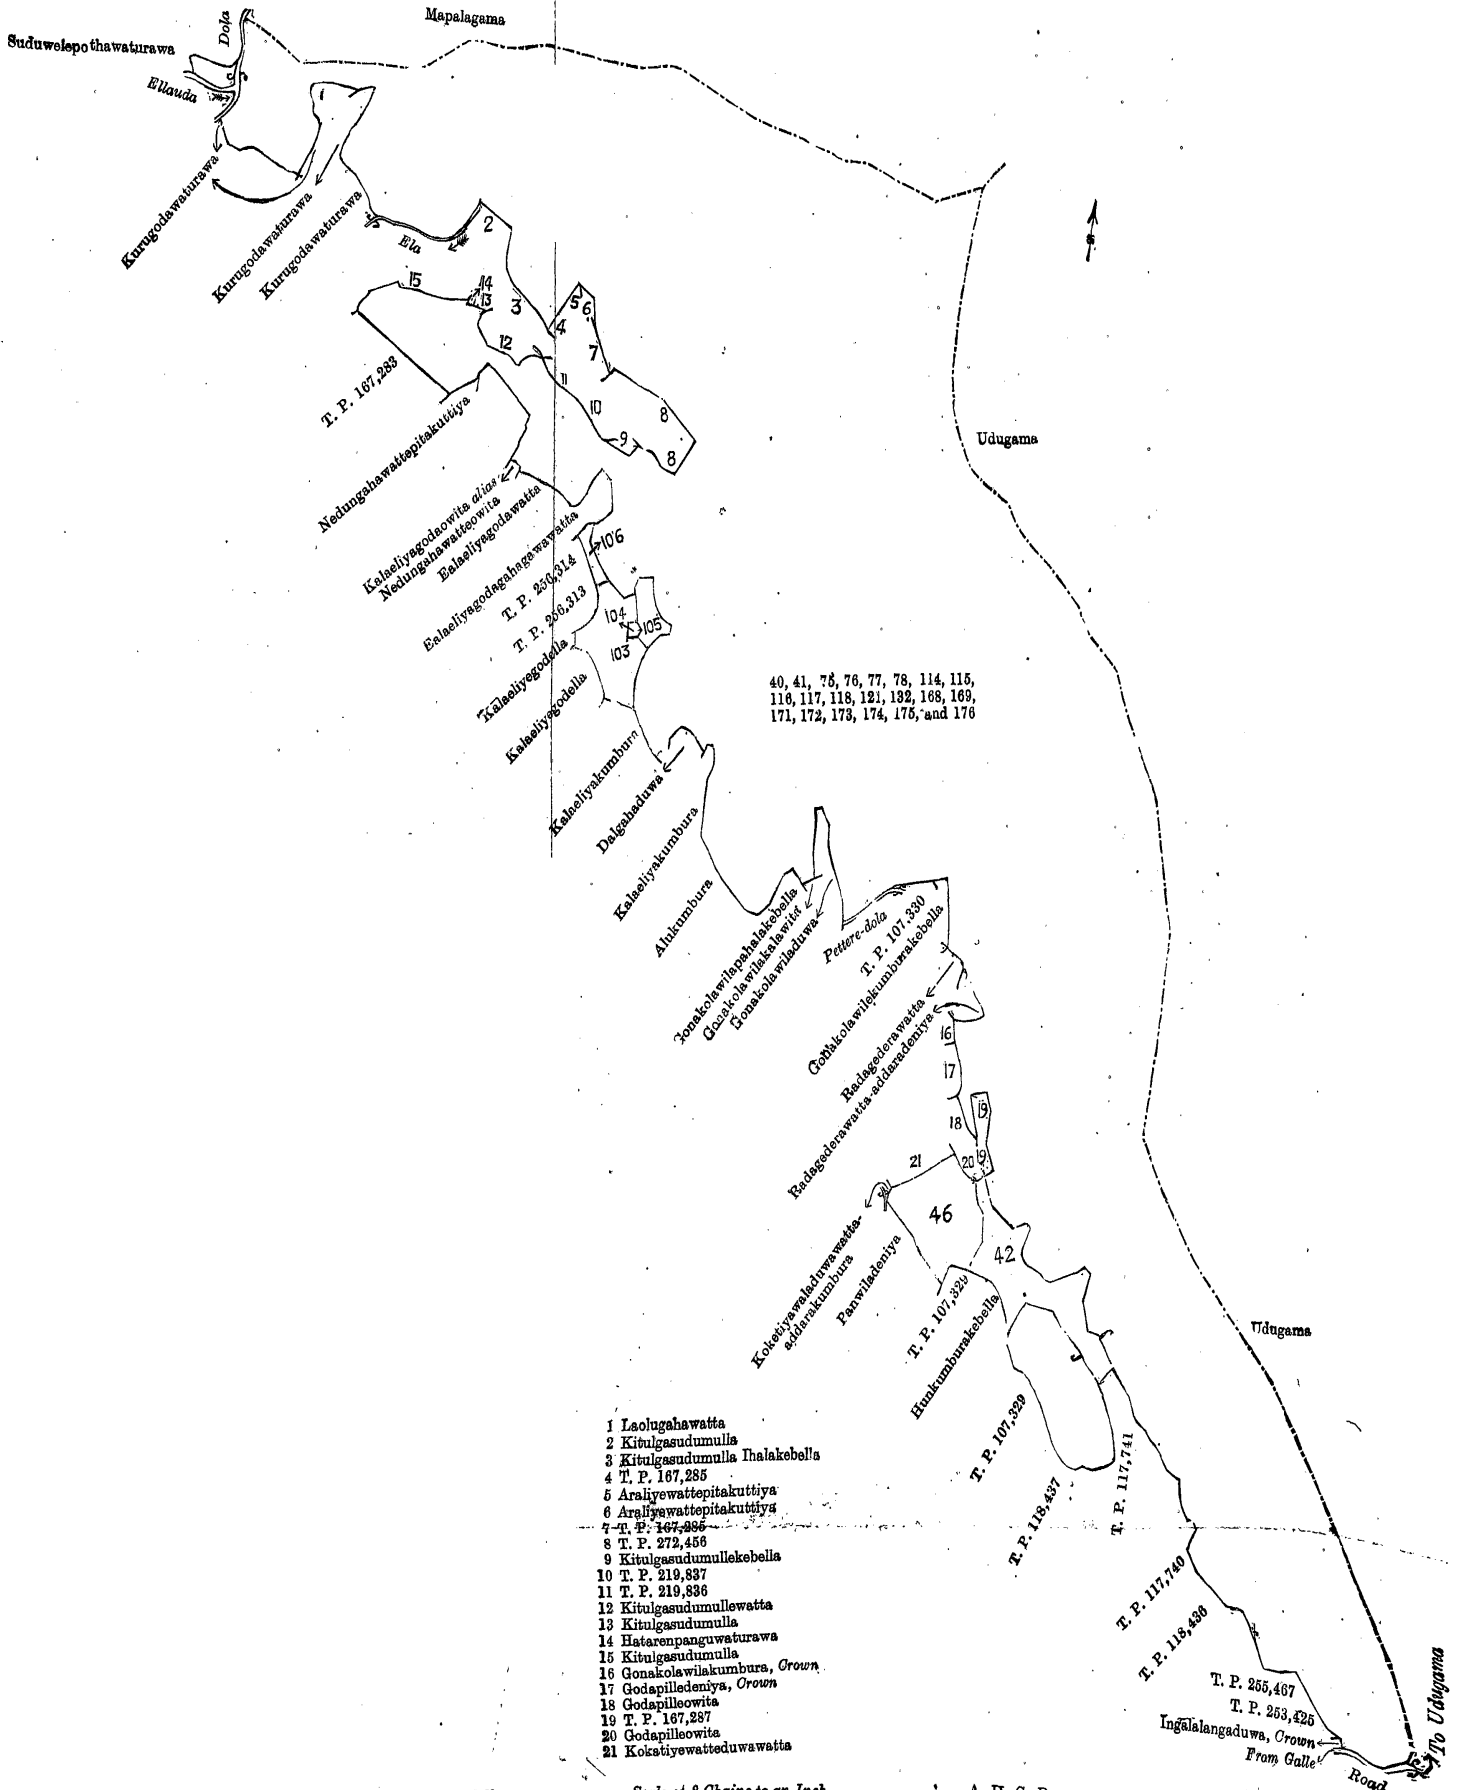 Mapalagama
Dola
Suduwelepothawaturawa
Ellauda
1
Kurugodawaturawa
Kurugodawaturawa
Kurugodawaturawa
Ela
2
15
14
13
3
12
4
5
6
7
11
10
9
8
8
T. P. 167,283
Nedungahawattepitakuttiya
Udugama
Kalaeliyagodaowita alias
Nedungahawatteowita
Ealaeliyagodawatta
Ealaeliyagodagahagawawatta
T. P. 256,314
T. P. 256,313
106
104
105
103
Kalaeliyegodella
Kalaeliyegodella
40, 41, 75, 76, 77, 78, 114, 115,
116, 117, 118, 121, 132, 168, 169,
171, 172, 173, 174, 175, and 176
Kalaeliyakumbura
Dalgahaduwa
Kalaeliyakumbura
Alukumbura
Gonakolawilapahalakebella
Gonakolawilakalawita
Gonakolawiladuwa
Pettere-dola
T. P. 107,330
Gonakolawilekumburakebella
Radagederawatta
Radagederawatta-addaradeniya
16
17
18
19
19
20
21
46
42
Koketiyawaladuwawatta-
addarakumbura
Panwiladeniya
T. P. 107,329
Hunkumburakebella
Udugama
T. P. 107,329
T. P. 118,437
T. P. 117,741
1 Laolugahawatta
2 Kitulgasudumulla
3 Kitulgasudumulla Ihalakebella
4 T. P. 167,285
5 Araliyewattepitakuttiya
6 Araliyewattepitakuttiya
7 T. P. 167,285
8 T. P. 272,456
9 Kitulgasudumullekebella
10 T. P. 219,837
11 T. P. 219,836
12 Kitulgasudumullewatta
13 Kitulgasudumulla
14 Hatarenpanguwaturawa
15 Kitulgasudumulla
16 Gonakolawilakumbura, Crown
17 Godapilledeniya, Crown
18 Godapilleowita
19 T. P. 167,287
20 Godapilleowita
21 Kokatiyewatteduwawatta
T. P. 117,740
T. P. 118,436
T. P. 255,467
T. P. 253,425
Ingalalangaduwa, Crown
From Galle
Road
To Udugama